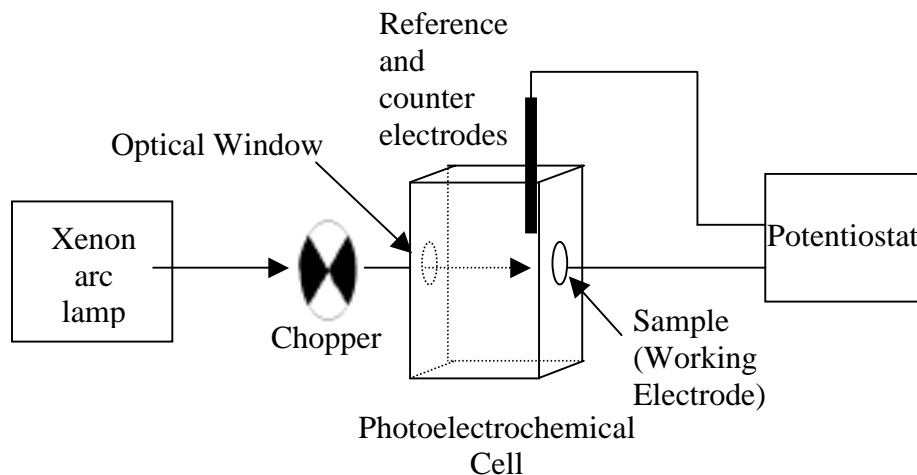 Reference
and
counter
electrodes
Optical Window
Xenon
arc
lamp
Chopper
Potentiostat
Sample
(Working
Electrode)
Photoelectrochemical
Cell